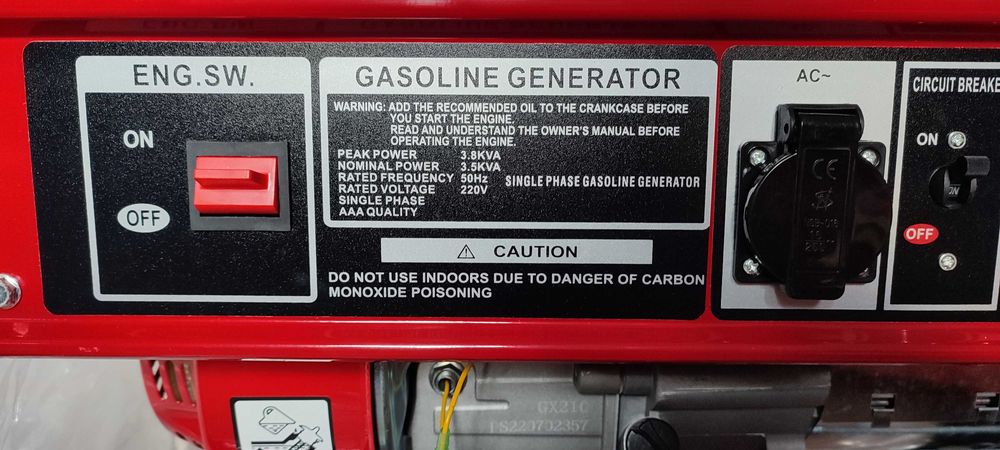 ENG.SW.
ON
OFF
GASOLINE GENERATOR
WARNING: ADD THE RECOMMENDED OIL TO THE CRANKCASE BEFORE
YOU START THE ENGINE.
READ AND UNDERSTAND THE OWNER'S MANUAL BEFORE
OPERATING THE ENGINE.
PEAK POWER 3.8KVA
NOMINAL POWER 3.5KVA
RATED FREQUENCY 50Hz
RATED VOLTAGE 220V
SINGLE PHASE
AAA QUALITY
SINGLE PHASE GASOLINE GENERATOR
CAUTION
DO NOT USE INDOORS DUE TO DANGER OF CARBON
MONOXIDE POISONING
AC~
CE
CIRCUIT BREAKE
ON
ON
OFF